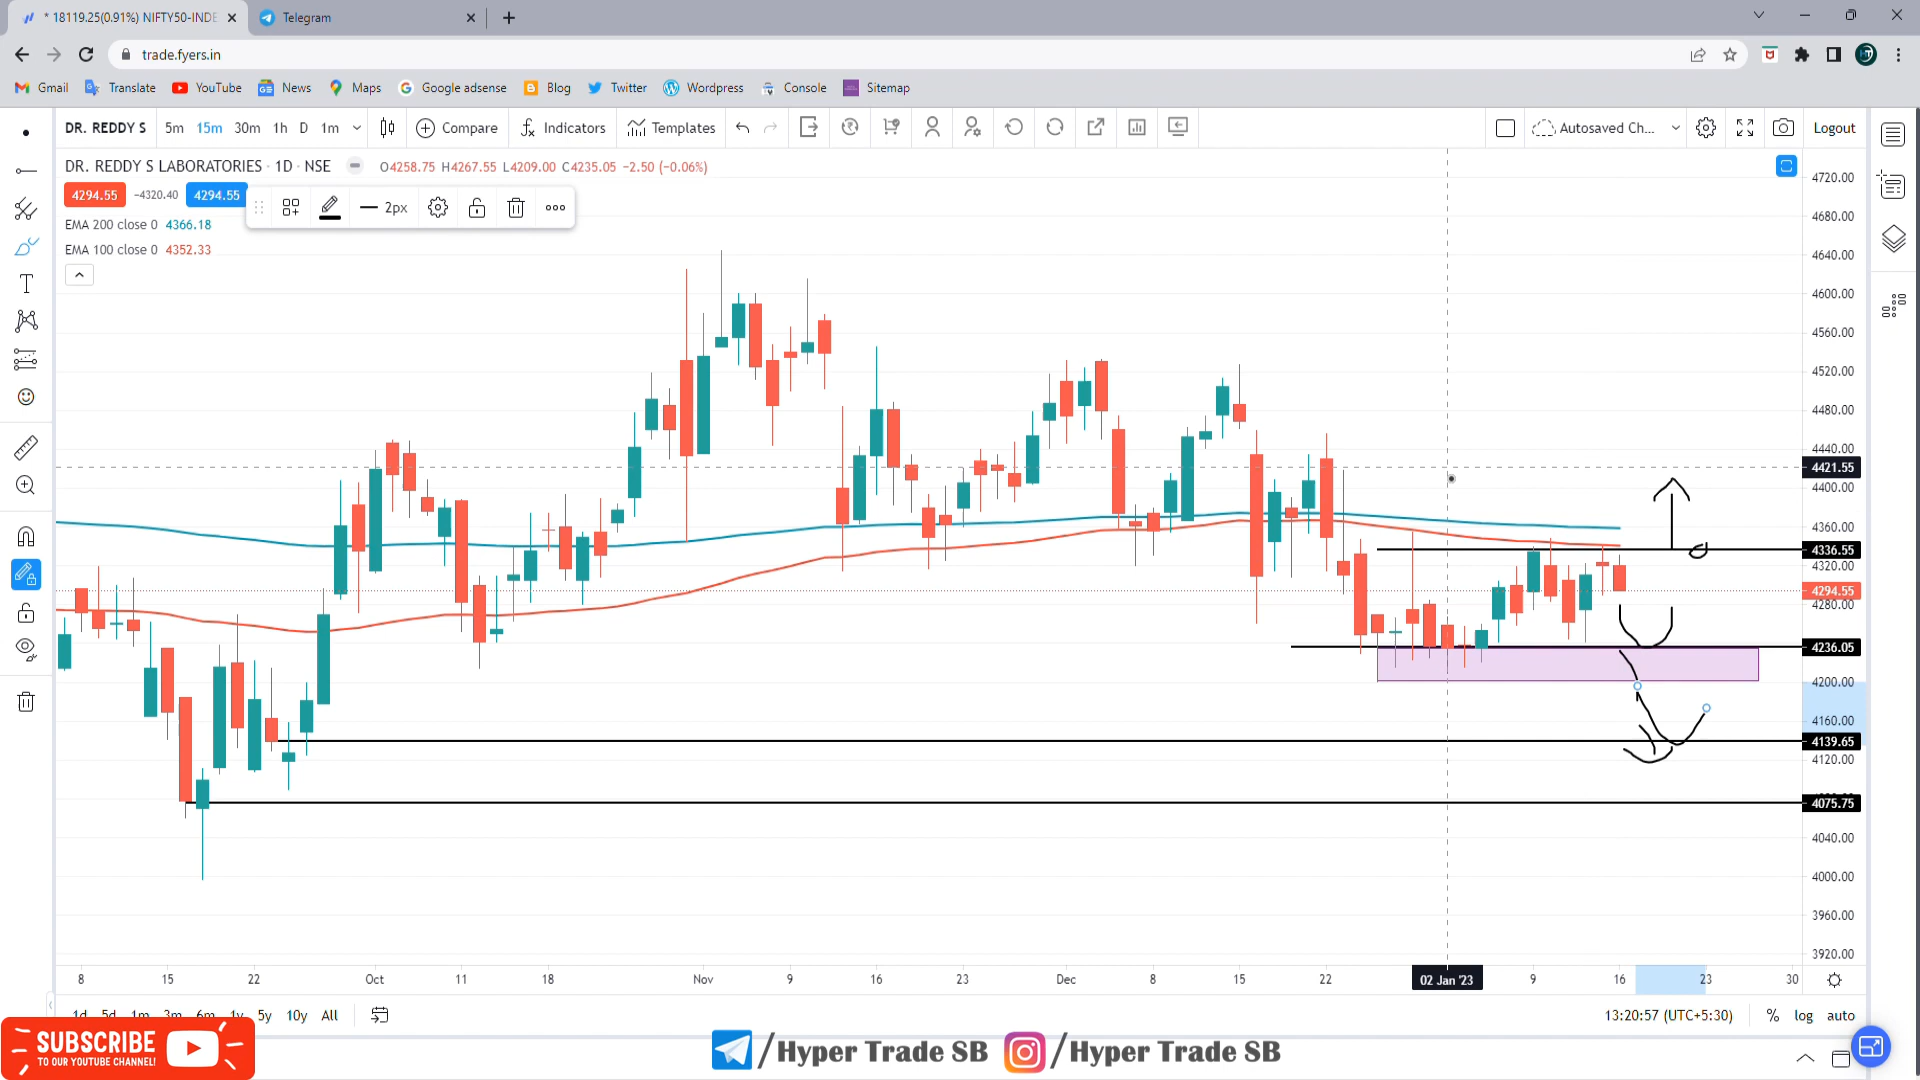 * 18119.25(0.91%) NIFTY50-INDE
Telegram
trade.fyers.in
Gmail Translate YouTube News Maps Google adsense Blog Twitter Wordpress Console Sitemap
DR. REDDY S 5m 15m 30m 1h D 1m Compare Indicators Templates Autosaved Ch... Logout
DR. REDDY S LABORATORIES · 1D · NSE O4258.75 H4267.55 L4209.00 C4235.05 −2.50 (−0.06%)
4294.55 −4320.40 4294.55
2px
EMA 200 close 0 4366.18
EMA 100 close 0 4352.33
4720.00
4680.00
4640.00
4600.00
4560.00
4520.00
4480.00
4440.00
4421.55
4400.00
4360.00
4336.55
4320.00
4294.55
4280.00
4236.05
4200.00
4160.00
4139.65
4120.00
4075.75
4040.00
4000.00
3960.00
3920.00
8 15 22 Oct 11 18 Nov 9 16 23 Dec 8 15 22 02 Jan '23 9 16 23 30
1d 5d 1m 3m 6m 1y 5y 10y All
13:20:57 (UTC+5:30) % log auto
SUBSCRIBE
TO OUR YOUTUBE CHANNEL!
/Hyper Trade SB /Hyper Trade SB